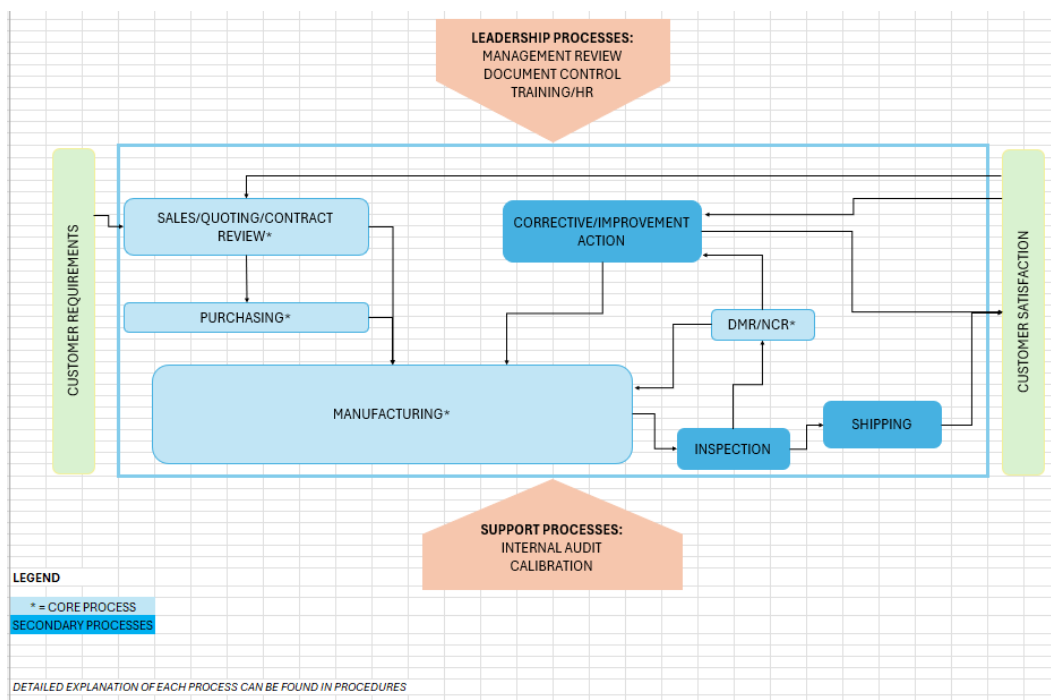 LEADERSHIP PROCESSES:
MANAGEMENT REVIEW
DOCUMENT CONTROL
TRAINING/HR
CUSTOMER REQUIREMENTS
SALES/QUOTING/CONTRACT
REVIEW*
CORRECTIVE/IMPROVEMENT
ACTION
PURCHASING*
DMR/NCR*
MANUFACTURING*
INSPECTION
SHIPPING
CUSTOMER SATISFACTION
SUPPORT PROCESSES:
INTERNAL AUDIT
CALIBRATION
LEGEND
* = CORE PROCESS
SECONDARY PROCESSES
DETAILED EXPLANATION OF EACH PROCESS CAN BE FOUND IN PROCEDURES